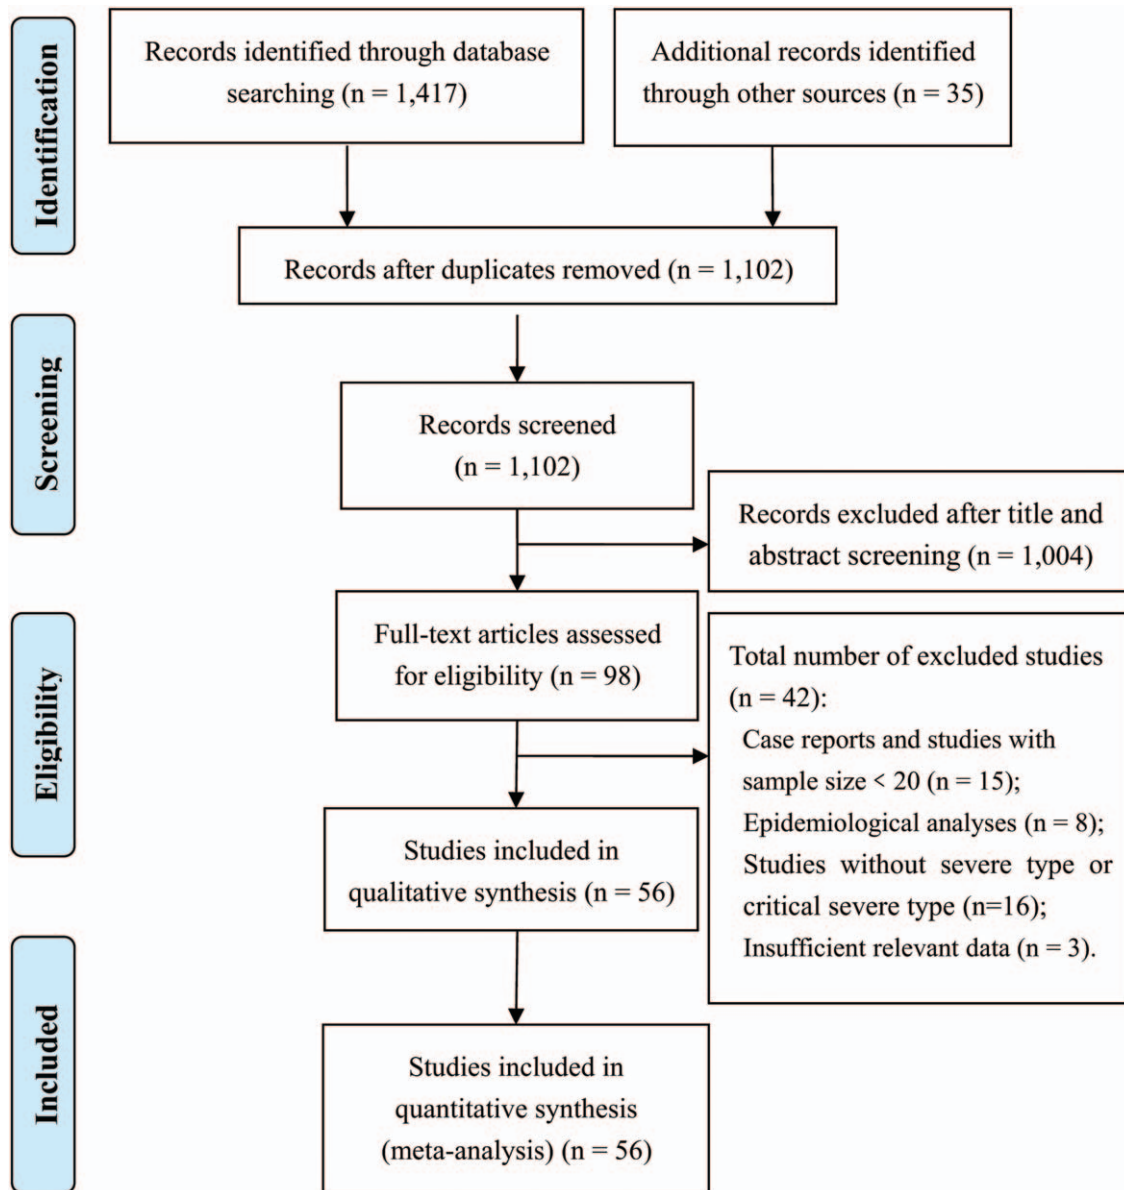 Identification
Records identified through database
searching (n = 1,417)
Additional records identified
through other sources (n = 35)
Records after duplicates removed (n = 1,102)
Screening
Records screened
(n = 1,102)
Records excluded after title and
abstract screening (n = 1,004)
Eligibility
Full-text articles assessed
for eligibility (n = 98)
Total number of excluded studies
(n = 42):
Case reports and studies with
sample size < 20 (n = 15);
Epidemiological analyses (n = 8);
Studies without severe type or
critical severe type (n=16);
Insufficient relevant data (n = 3).
Studies included in
qualitative synthesis (n = 56)
Included
Studies included in
quantitative synthesis
(meta-analysis) (n = 56)